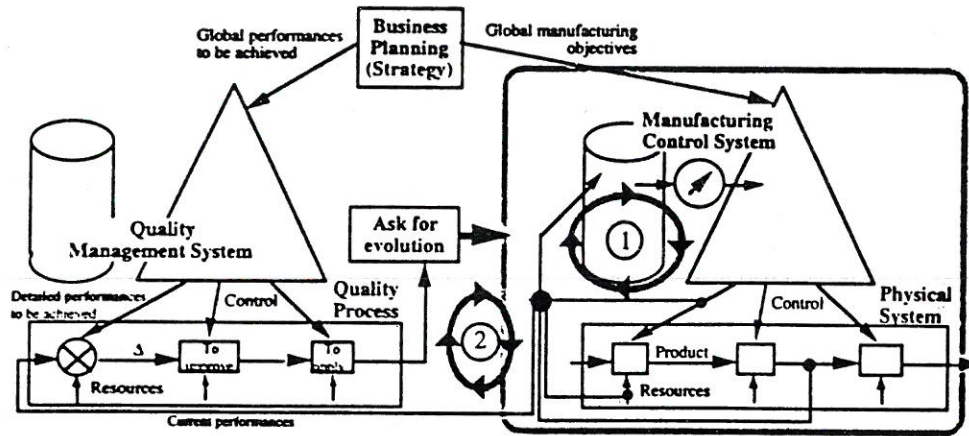 Global performances
to be achieved
Business
Planning
(Strategy)
Global manufacturing
objectives
Manufacturing
Control System
Quality
Management System
Ask for
evolution
1
Detailed performances
to be achieved
Control
Quality
Process
2
Control
Physical
System
Δ
To
improve
To
Product
Resources
Resources
Current performances